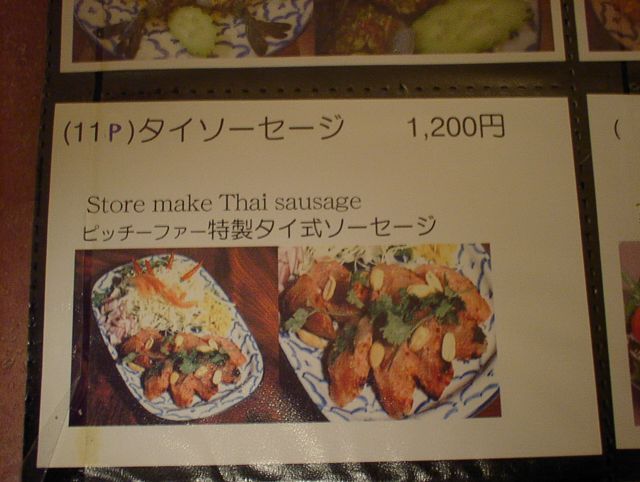 (11P)タイソーセージ 1,200円
Store make Thai sausage
ピッチーファー特製タイ式ソーセージ
(